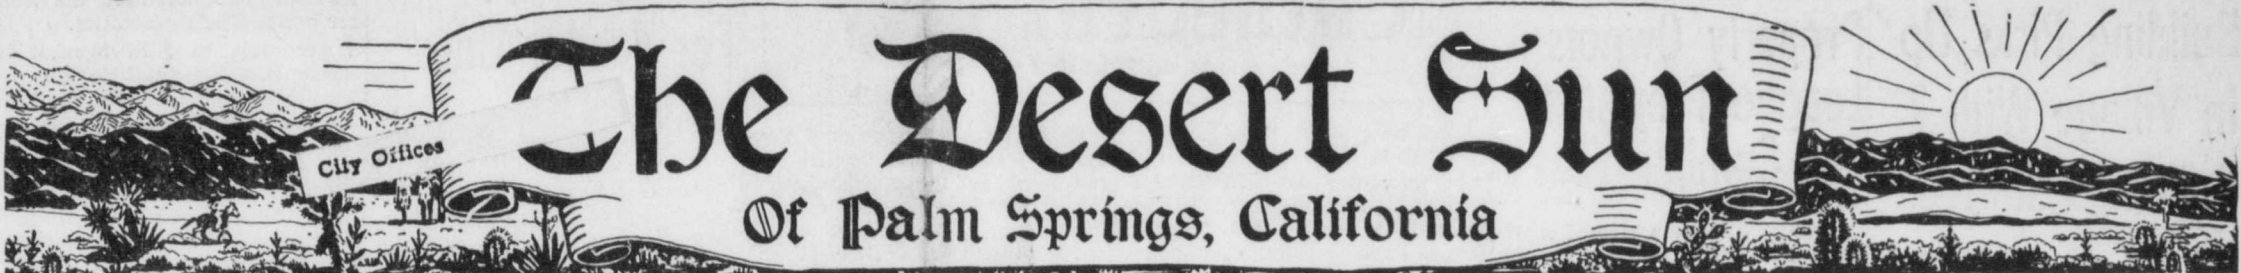 The Desert Sun
City Offices
Of Palm Springs, California